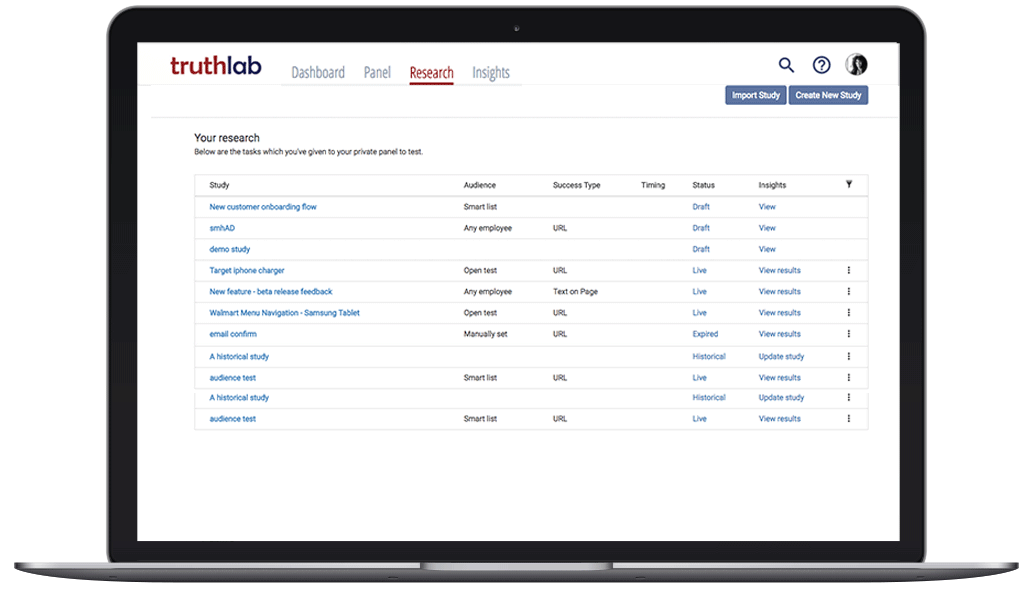 truthlab Dashboard Panel Research Insights
Import Study Create New Study
Your research
Below are the tasks which you've given to your private panel to test.
Study Audience Success Type Timing Status Insights
New customer onboarding flow Smart list Draft View
smhAD Any employee URL Draft View
demo study Draft View
Target iphone charger Open test URL Live View results
New feature - beta release feedback Any employee Text on Page Live View results
Walmart Menu Navigation - Samsung Tablet Open test URL Live View results
email confirm Manually set URL Expired View results
A historical study Historical Update study
audience test Smart list URL Live View results
A historical study Historical Update study
audience test Smart list URL Live View results